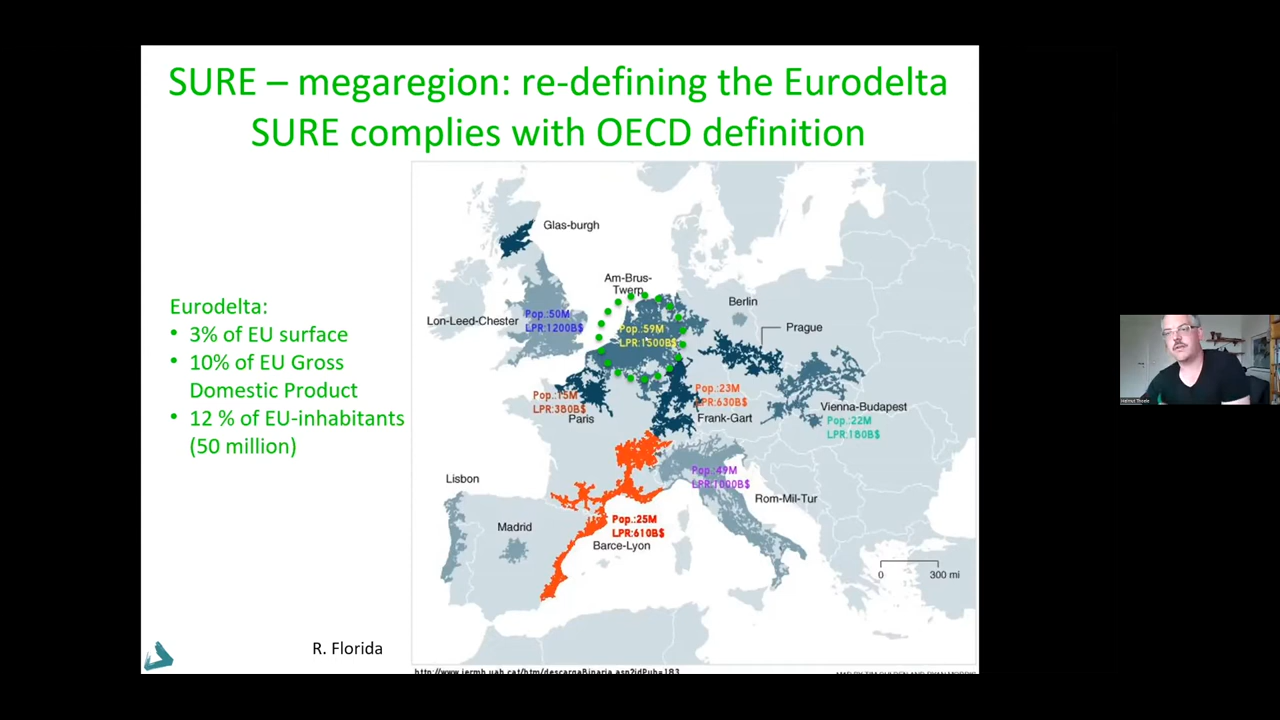 SURE – megaregion: re-defining the Eurodelta
SURE complies with OECD definition
Eurodelta:
• 3% of EU surface
• 10% of EU Gross
Domestic Product
• 12 % of EU-inhabitants
(50 million)
R. Florida
Glas-burgh
Am-Brus-
Twerp
Berlin
Lon-Leed-Chester
Pop.:50M
LPR:1200B$
Pop.:59M
LPR:1500B$
Prague
Pop.:15M
LPR:380B$
Paris
Pop.:23M
LPR:630B$
Frank-Gart
Vienna-Budapest
Pop.:22M
LPR:180B$
Pop.:49M
LPR:1000B$
Rom-Mil-Tur
Lisbon
Madrid
Pop.:25M
LPR:610B$
Barce-Lyon
0 300 mi